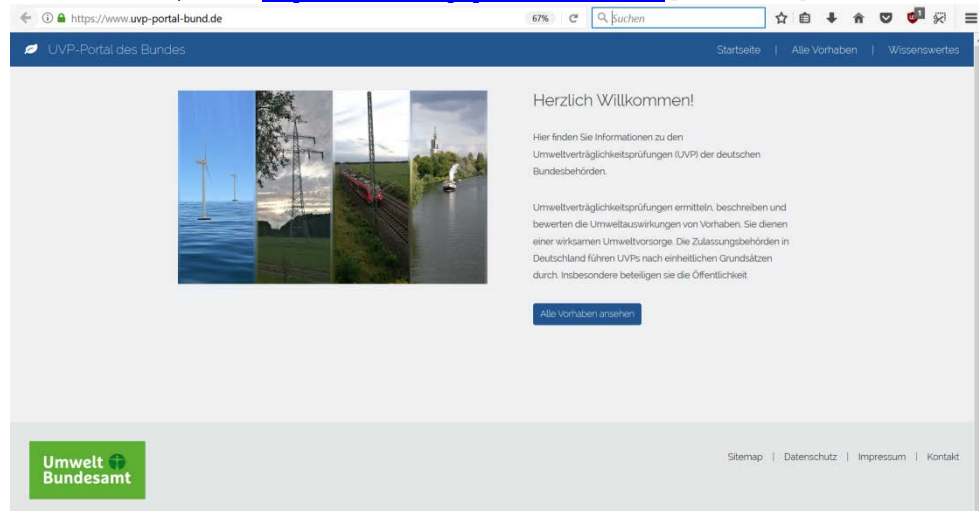 https://www.uvp-portal-bund.de
67%
Suchen
1
UVP-Portal des Bundes
Startseite | Alle Vorhaben | Wissenswertes
Herzlich Willkommen!
Hier finden Sie Informationen zu den
Umweltverträglichkeitsprüfungen (UVP) der deutschen
Bundesbehörden.
Umweltverträglichkeitsprüfungen ermitteln, beschreiben und
bewerten die Umweltauswirkungen von Vorhaben. Sie dienen
einer wirksamen Umweltvorsorge. Die Zulassungsbehörden in
Deutschland führen UVPs nach einheitlichen Grundsätzen
durch. Insbesondere beteiligen sie die Öffentlichkeit
Alle Vorhaben ansehen
Umwelt
Bundesamt
Sitemap | Datenschutz | Impressum | Kontakt